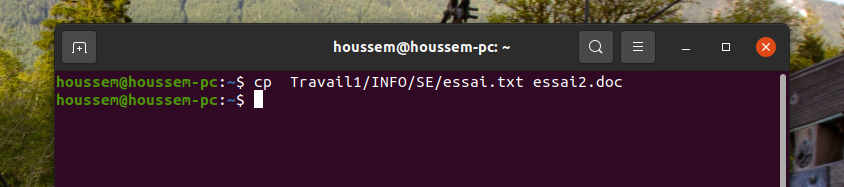 houssem@houssem-pc: ~
houssem@houssem-pc:~$ cp  Travail1/INFO/SE/essai.txt essai2.doc
houssem@houssem-pc:~$